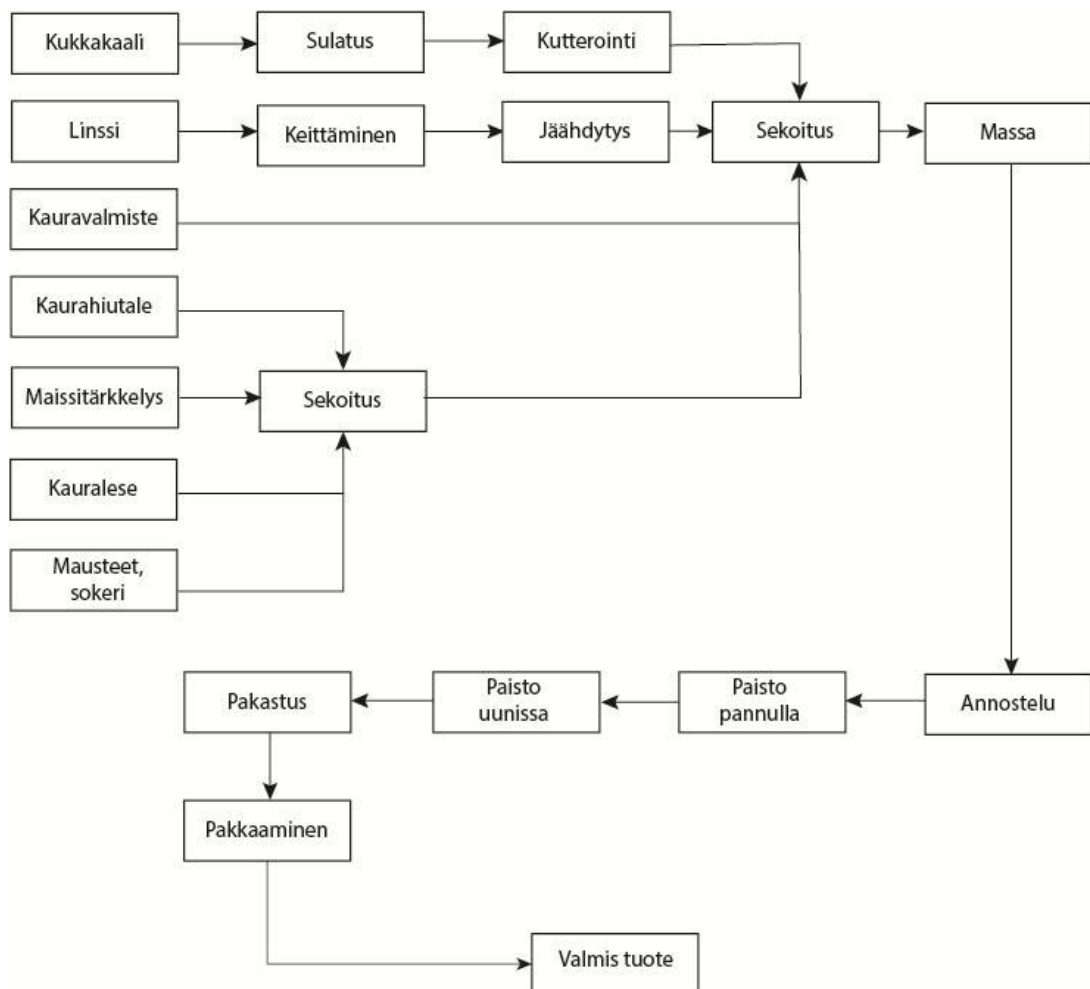 Kukkakaali
Sulatus
Kutterointi
Linssi
Keittäminen
Jäähdytys
Sekoitus
Massa
Kauravalmiste
Kaurahiutale
Maissitärkkelys
Sekoitus
Kauralese
Mausteet,
sokeri
Pakastus
Paisto
uunissa
Paisto
pannulla
Annostelu
Pakkaaminen
Valmis tuote